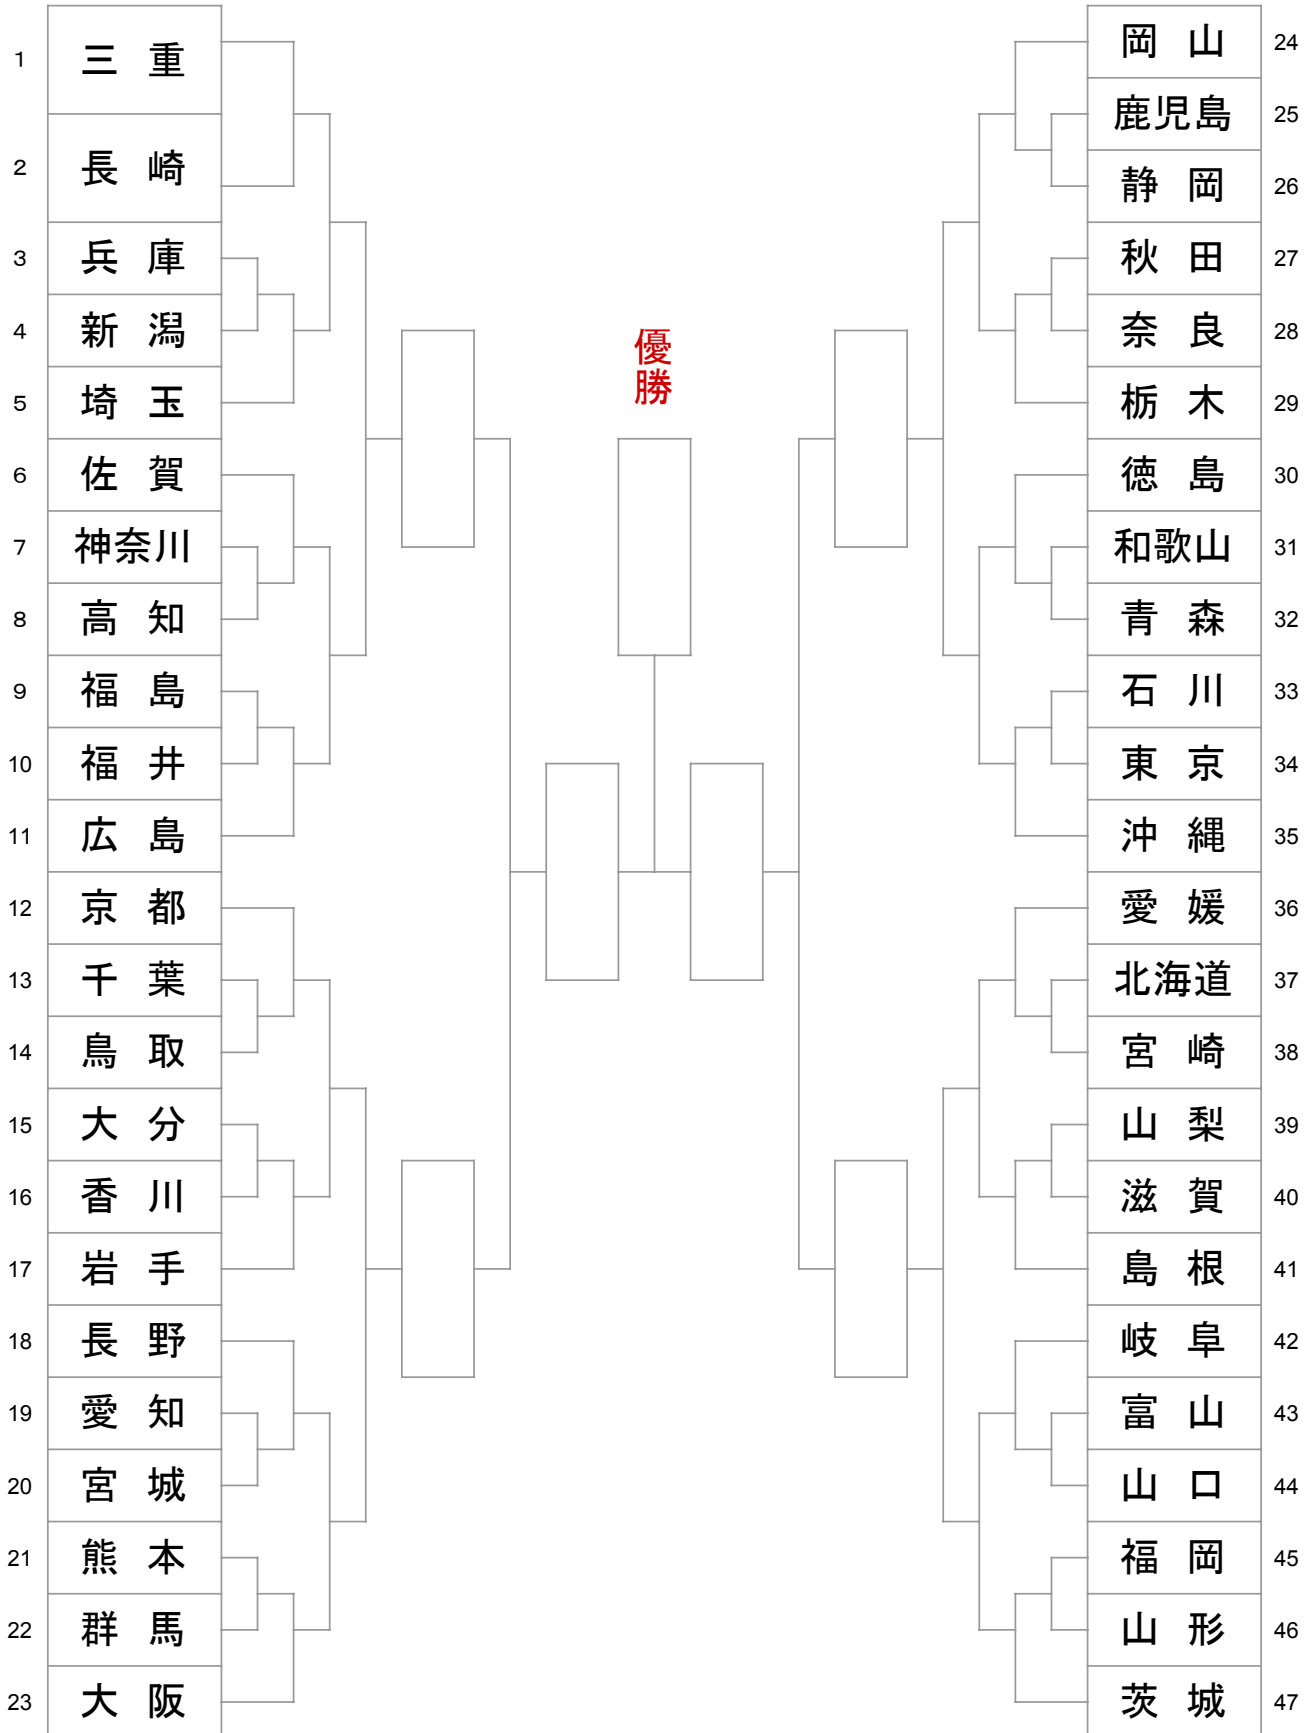 1 三重
2 長崎
3 兵庫
4 新潟
5 埼玉
6 佐賀
7 神奈川
8 高知
9 福島
10 福井
11 広島
12 京都
13 千葉
14 鳥取
15 大分
16 香川
17 岩手
18 長野
19 愛知
20 宮城
21 熊本
22 群馬
23 大阪
優勝
岡山 24
鹿児島 25
静岡 26
秋田 27
奈良 28
栃木 29
徳島 30
和歌山 31
青森 32
石川 33
東京 34
沖縄 35
愛媛 36
北海道 37
宮崎 38
山梨 39
滋賀 40
島根 41
岐阜 42
富山 43
山口 44
福岡 45
山形 46
茨城 47